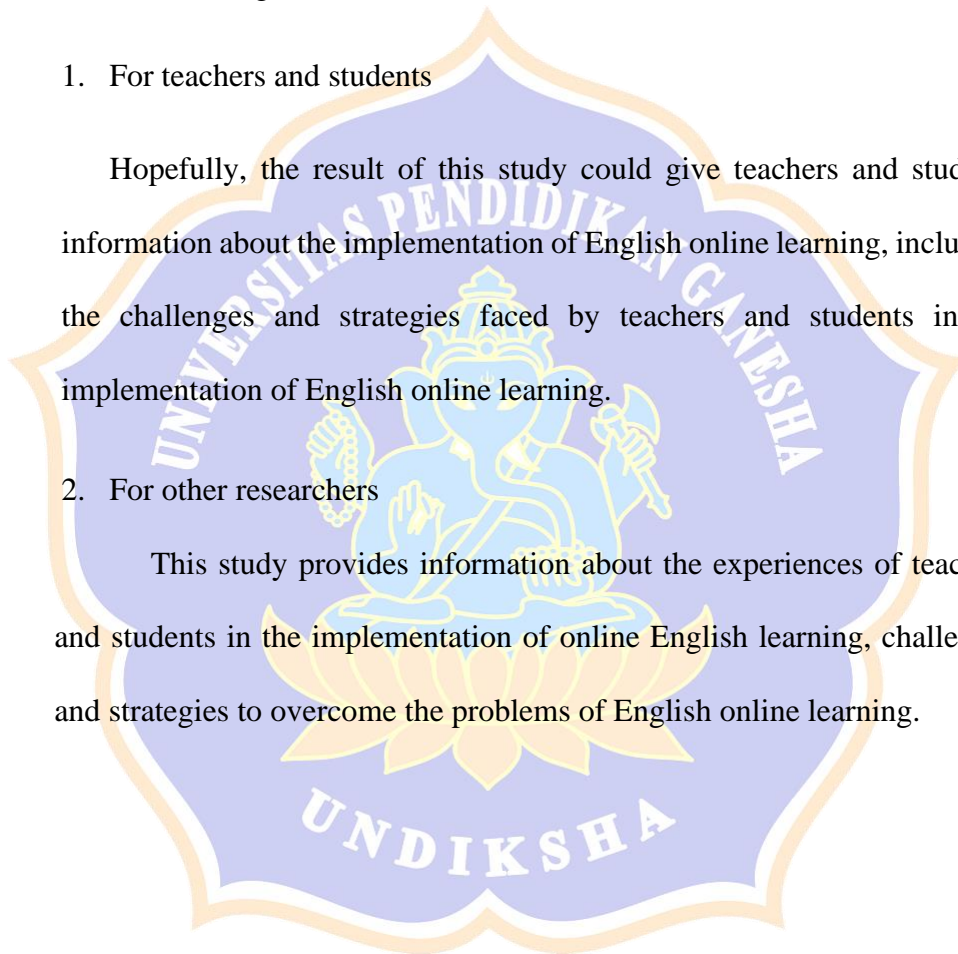 1. For teachers and students
Hopefully, the result of this study could give teachers and stud
information about the implementation of English online learning, inclu
the challenges and strategies faced by teachers and students in
implementation of English online learning.
2. For other researchers
This study provides information about the experiences of teac
and students in the implementation of online English learning, challe
and strategies to overcome the problems of English online learning.
UNIVERSITAS PENDIDIKAN GANESHA
UNDIKSHA